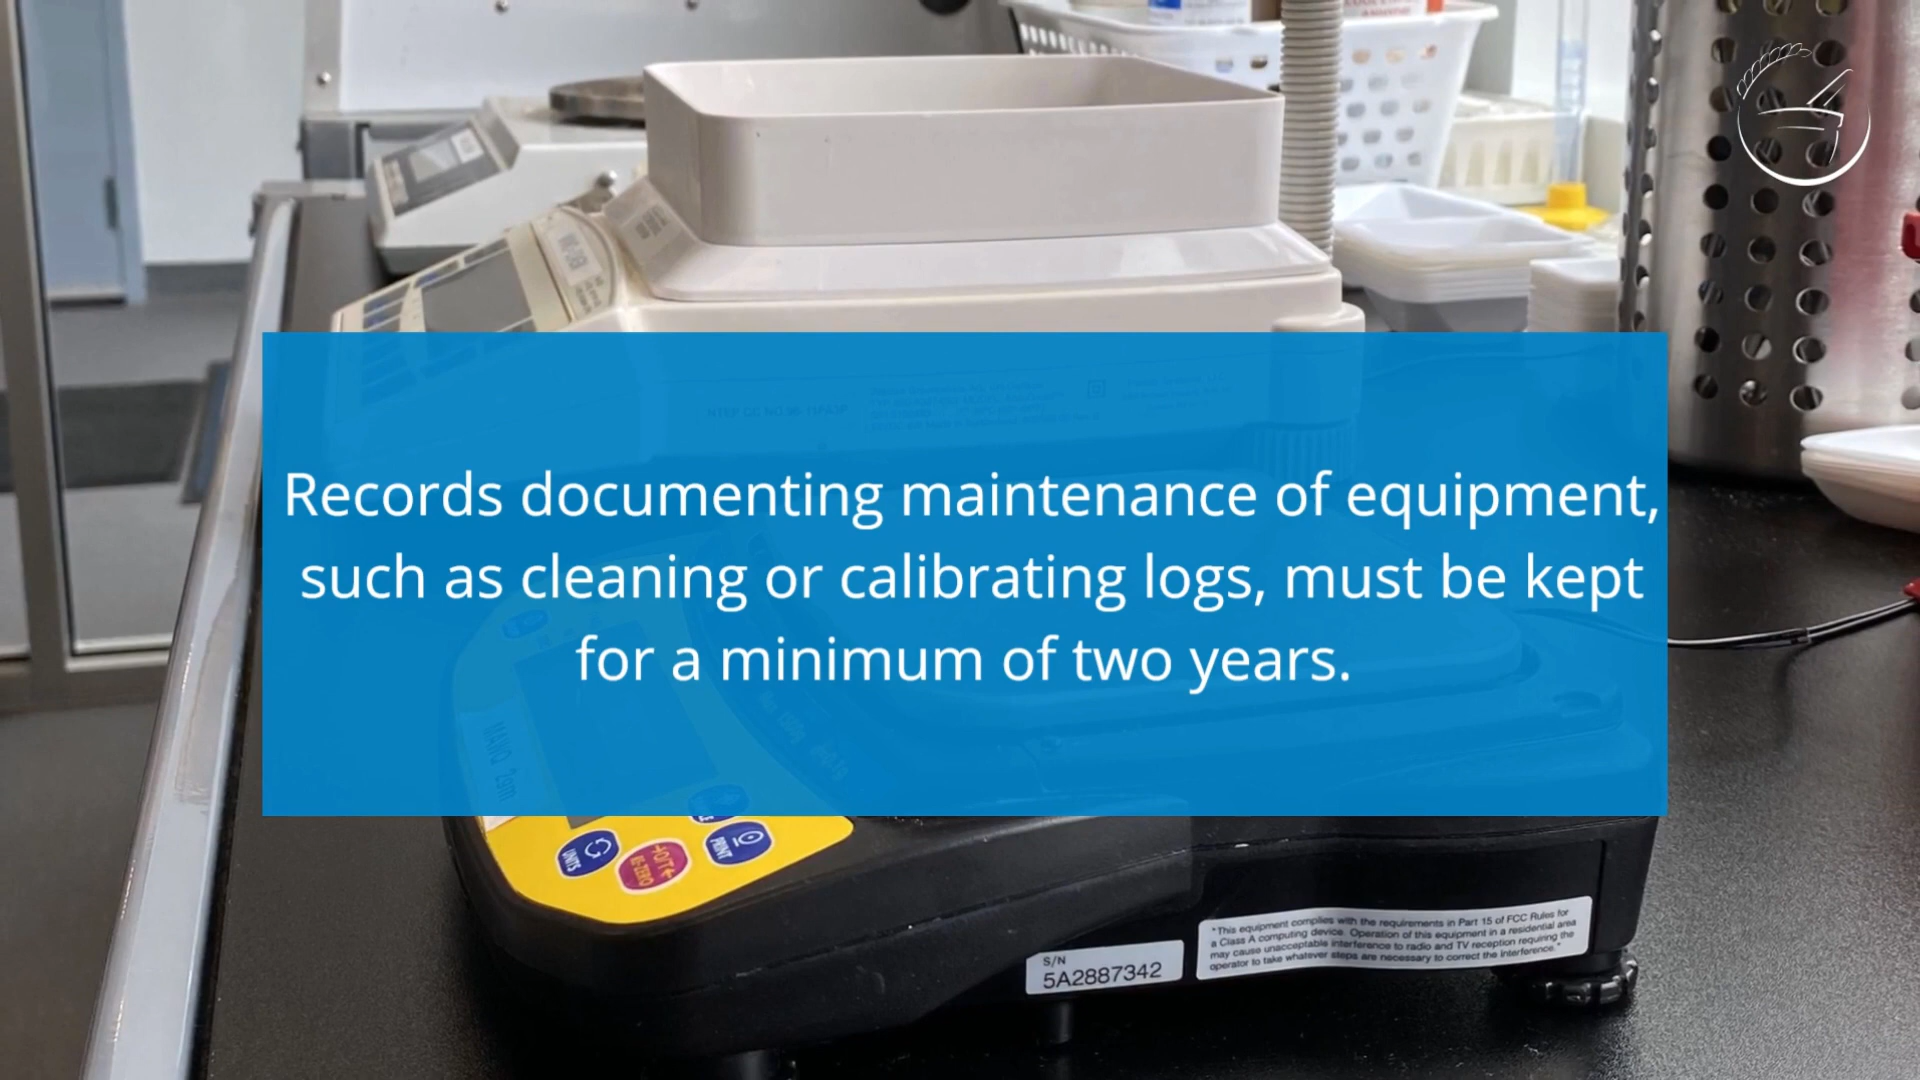 Records documenting maintenance of equipment,
such as cleaning or calibrating logs, must be kept
for a minimum of two years.
UNITS
RE-ZERO
PRINT
S/N
5A2887342
"This equipment complies with the requirements in Part 15 of FCC Rules for
a Class A computing device. Operation of this equipment in a residential area
may cause unacceptable interference to radio and TV reception requiring the
operator to take whatever steps are necessary to correct the interference."